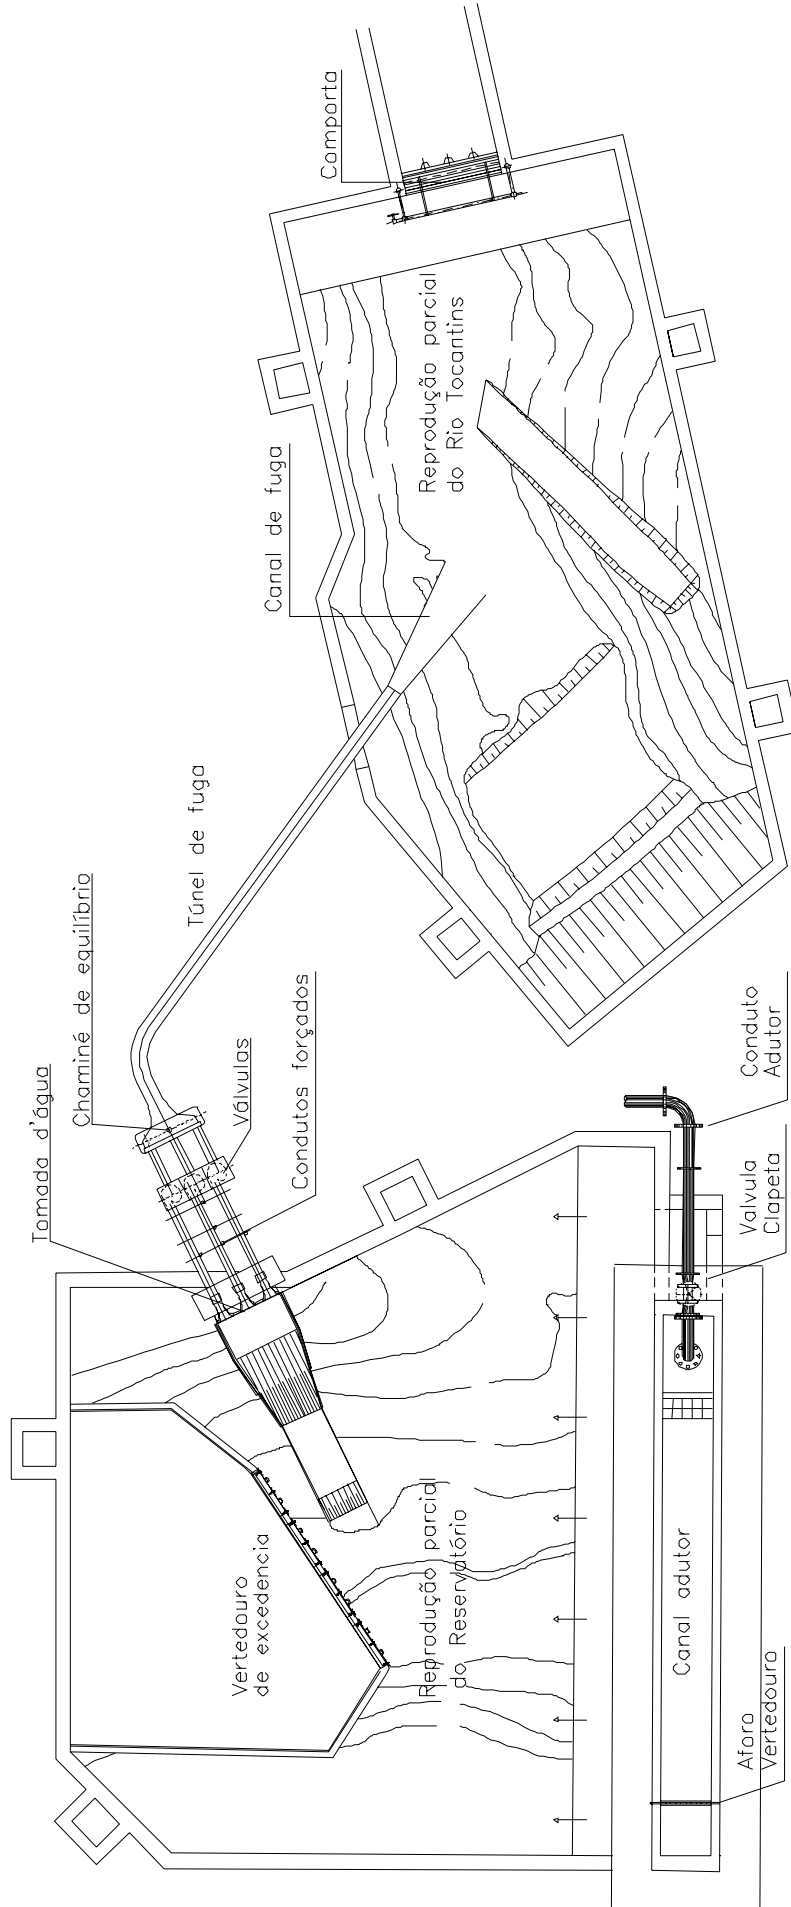 Tomada d'água
Chaminé de equilíbrio
Válvulas
Condutos forçados
Túnel de fuga
Canal de fuga
Comporta
Reprodução parcial
do Rio Tocantins
Vertedouro
de excedencia
Reprodução parcial
do Reservatório
Canal adutor
Aforo
Vertedouro
Valvula
Clapeta
Conduto
Adutor